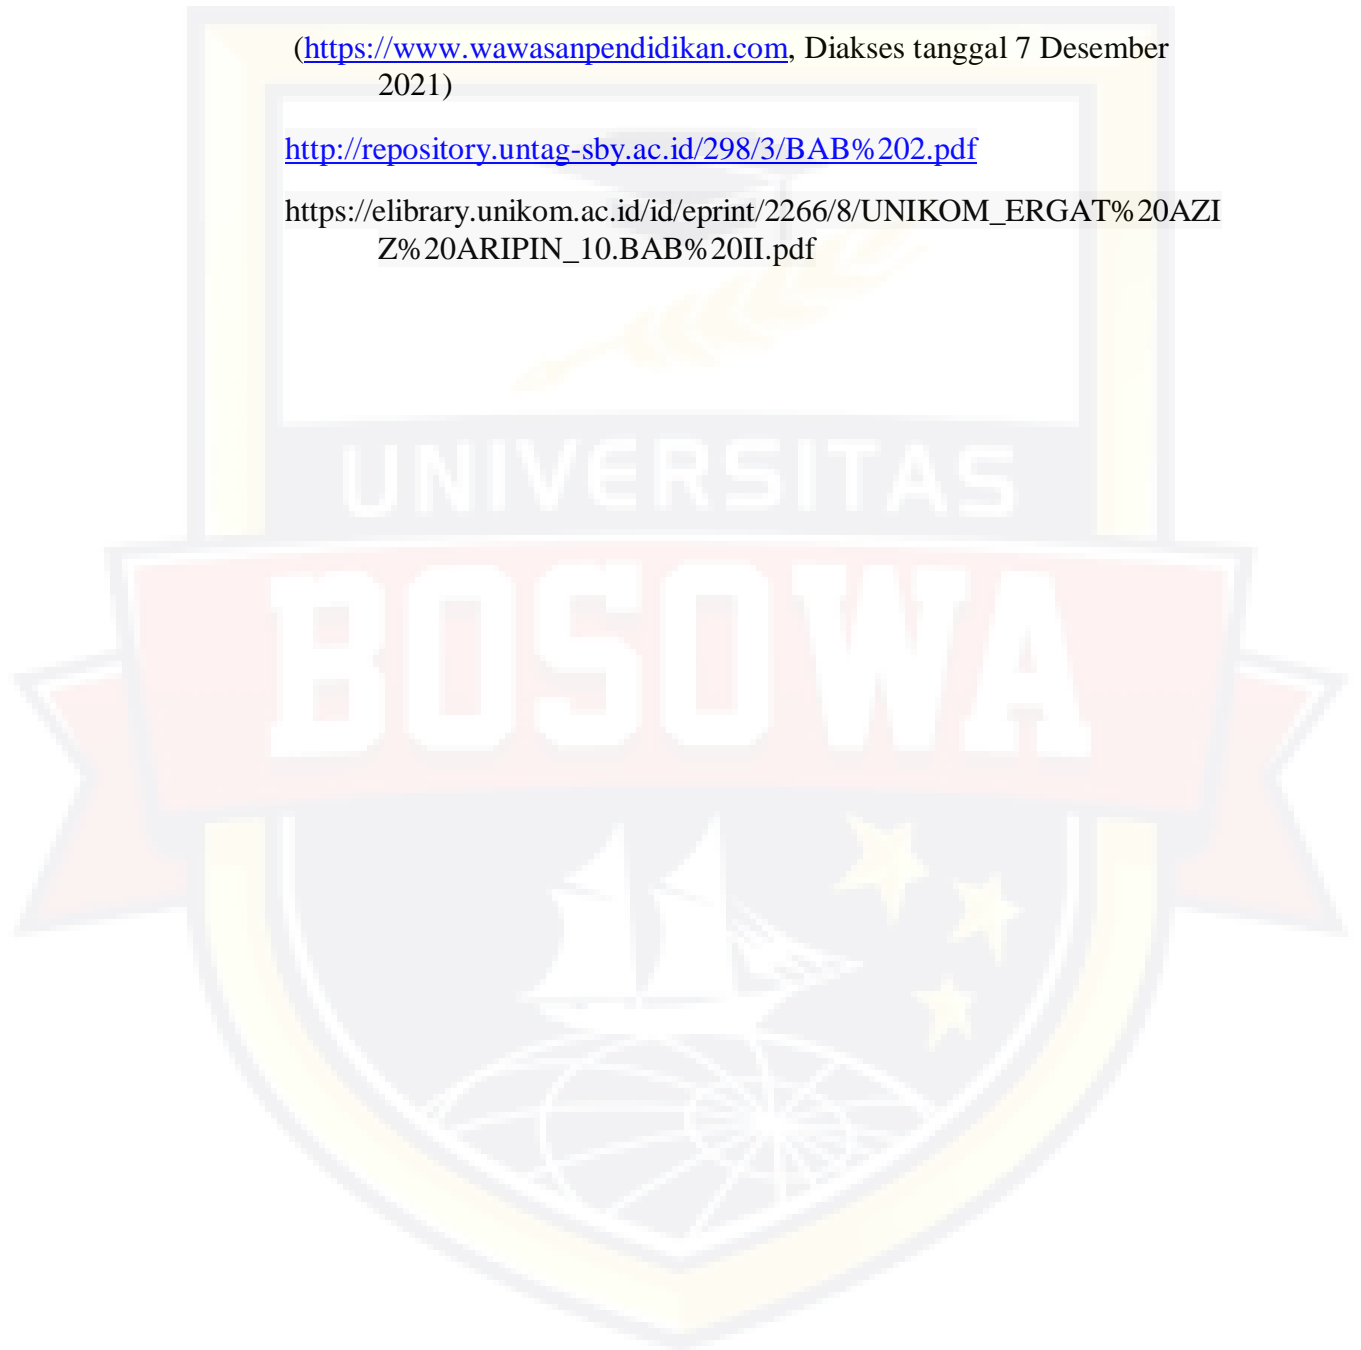 (https://www.wawasanpendidikan.com, Diakses tanggal 7 Desember
2021)
http://repository.untag-sby.ac.id/298/3/BAB%202.pdf
https://elibrary.unikom.ac.id/id/eprint/2266/8/UNIKOM_ERGAT%20AZI
Z%20ARIPIN_10.BAB%20II.pdf
UNIVERSITAS
BOSOWA